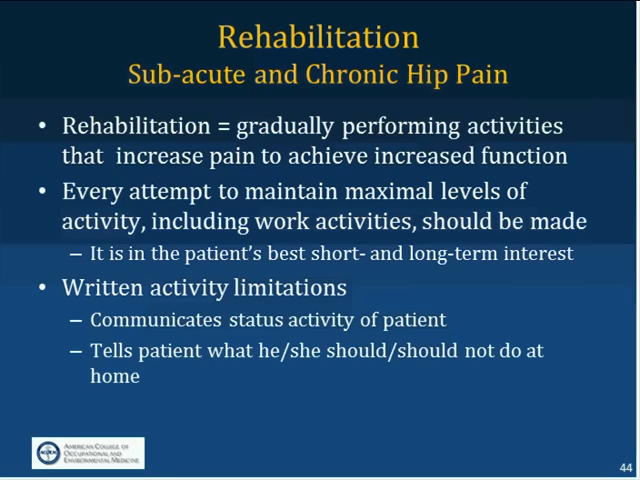 Rehabilitation
Sub-acute and Chronic Hip Pain
• Rehabilitation = gradually performing activities
that increase pain to achieve increased function
• Every attempt to maintain maximal levels of
activity, including work activities, should be made
– It is in the patient's best short- and long-term interest
• Written activity limitations
– Communicates status activity of patient
– Tells patient what he/she should/should not do at
home
AMERICAN COLLEGE OF
OCCUPATIONAL AND
ENVIRONMENTAL MEDICINE
44